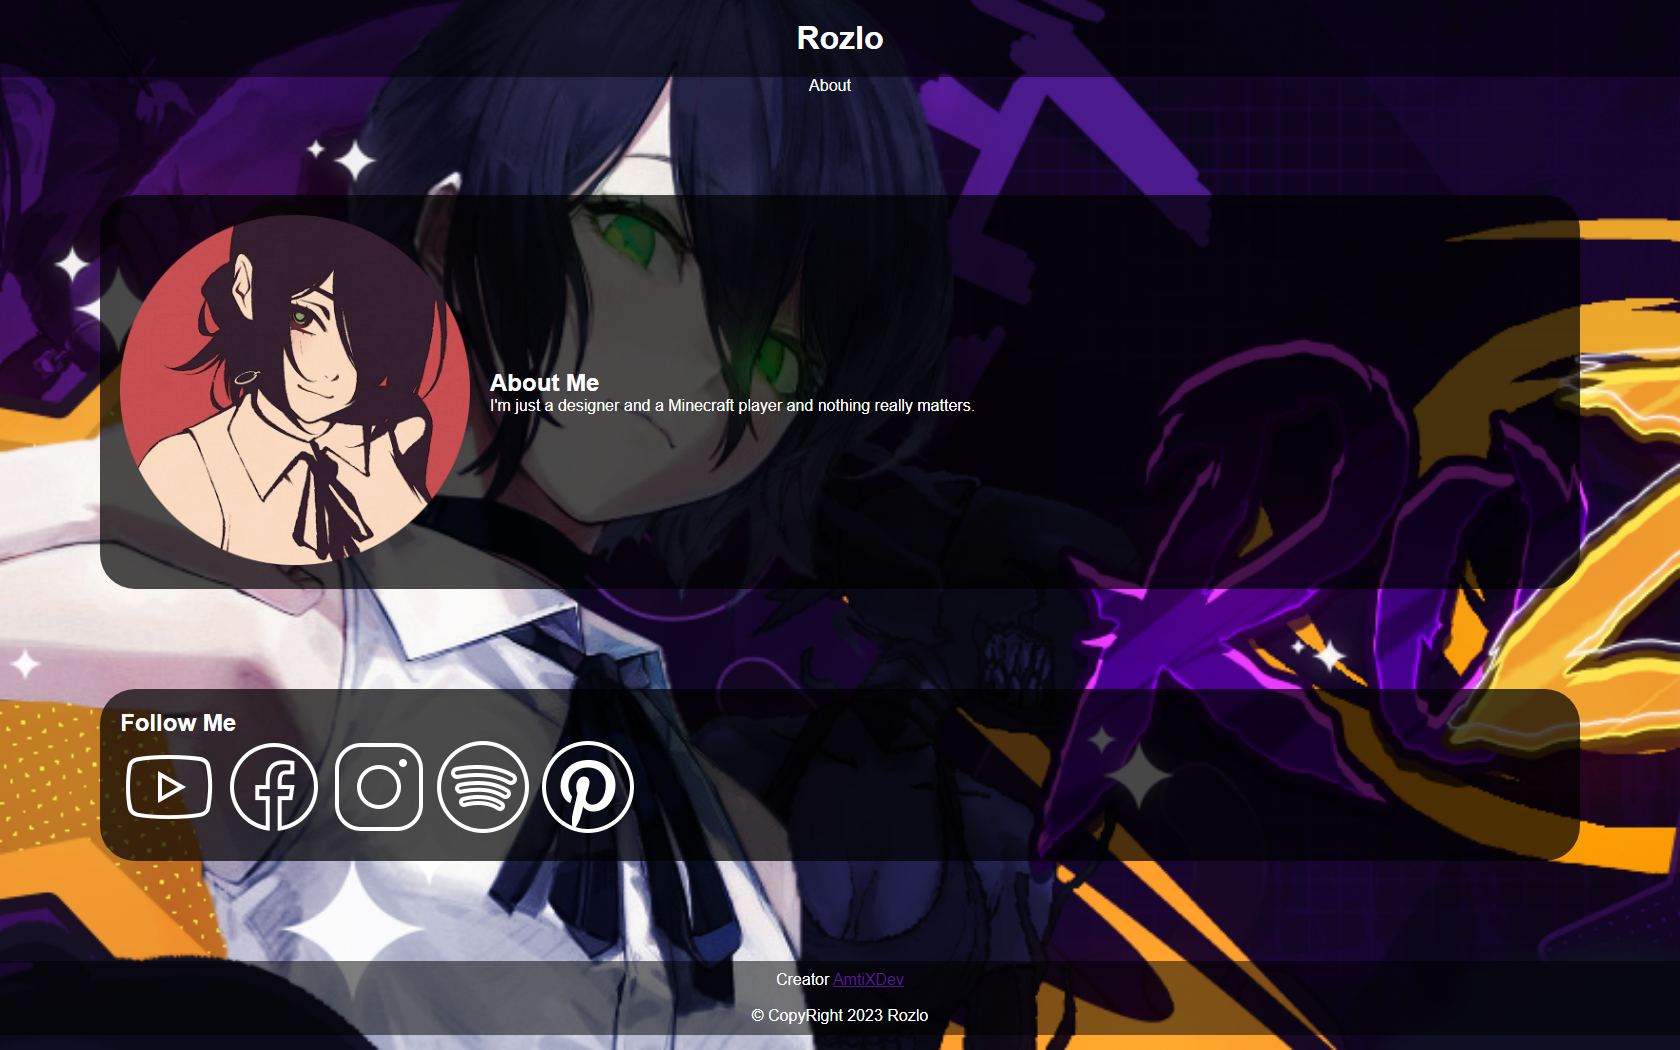 Rozlo
About
About Me
I'm just a designer and a Minecraft player and nothing really matters.
Follow Me
Creator AmtiXDev
© CopyRight 2023 Rozlo